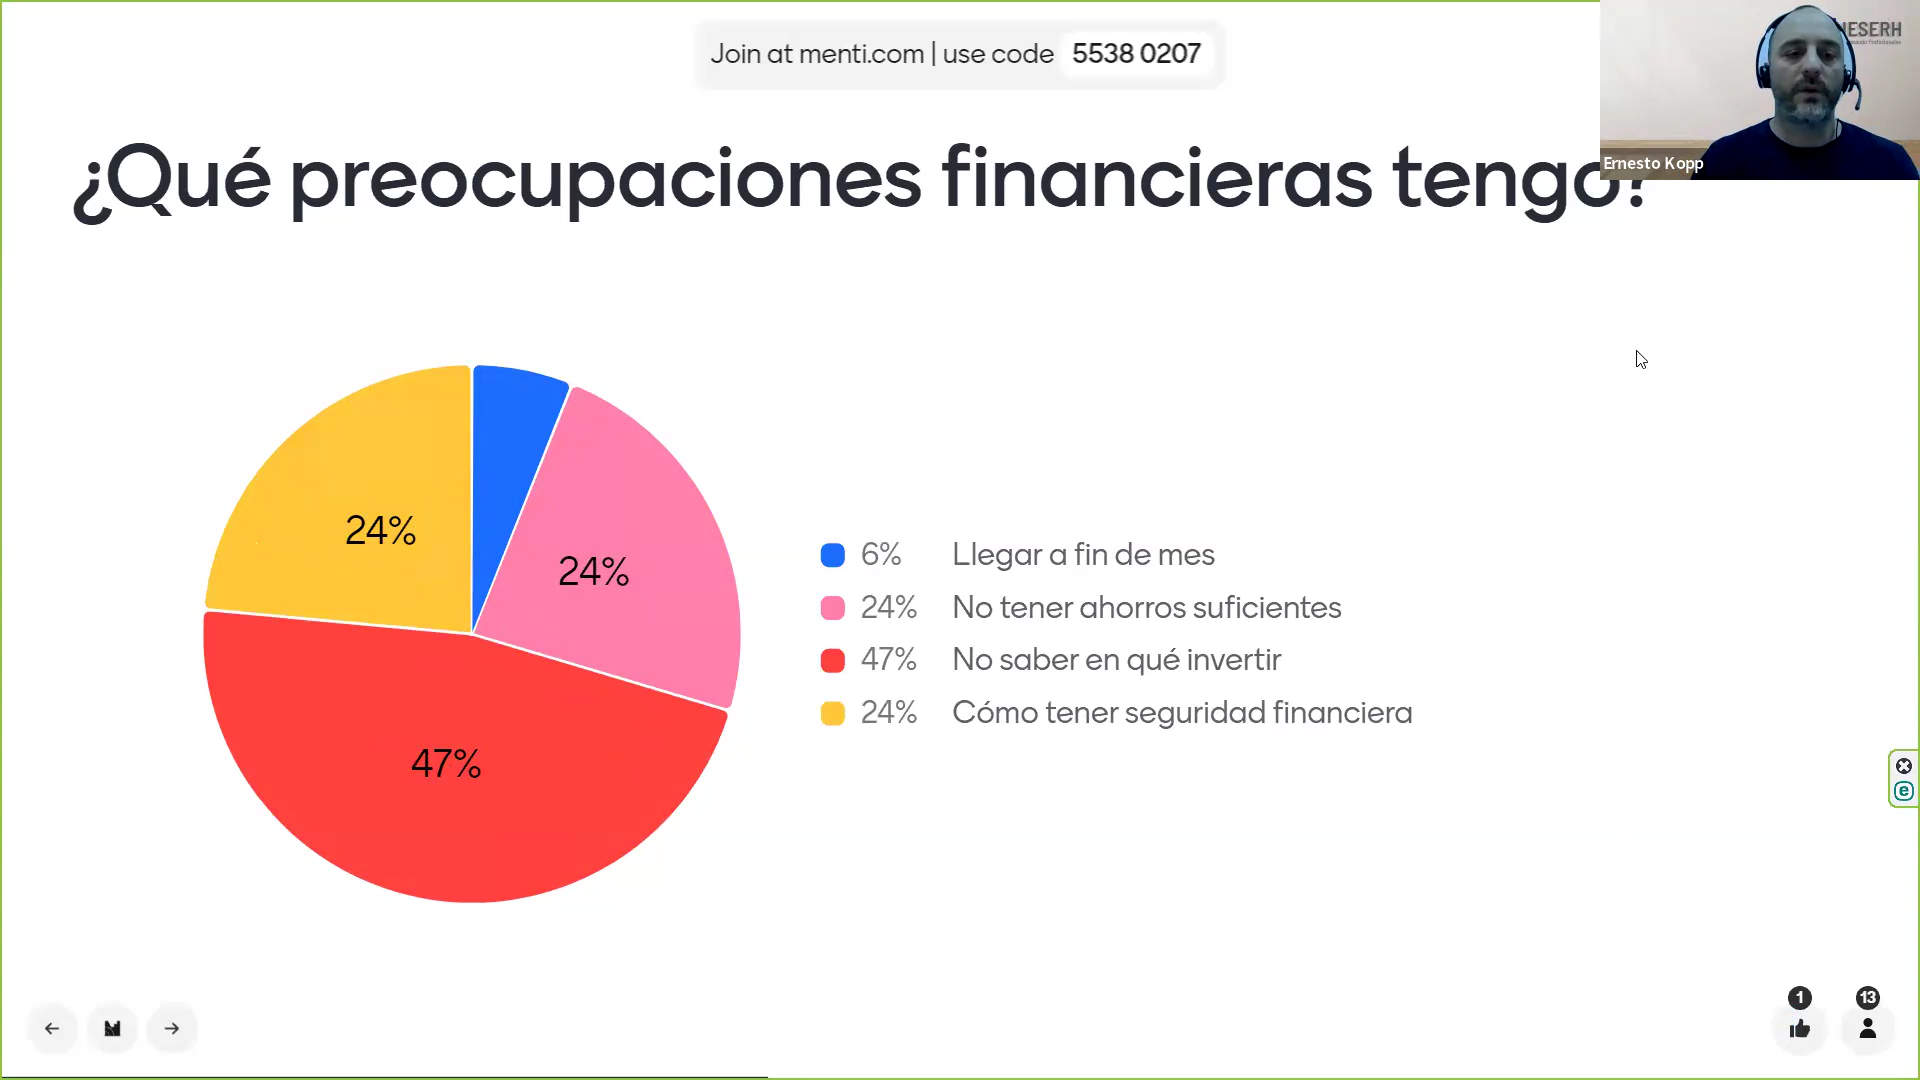 Join at menti.com | use code 5538 0207
ESERH
¿Qué preocupaciones financieras tengo?
Ernesto Kopp
24%
24%
47%
6% Llegar a fin de mes
24% No tener ahorros suficientes
47% No saber en qué invertir
24% Cómo tener seguridad financiera
1
13